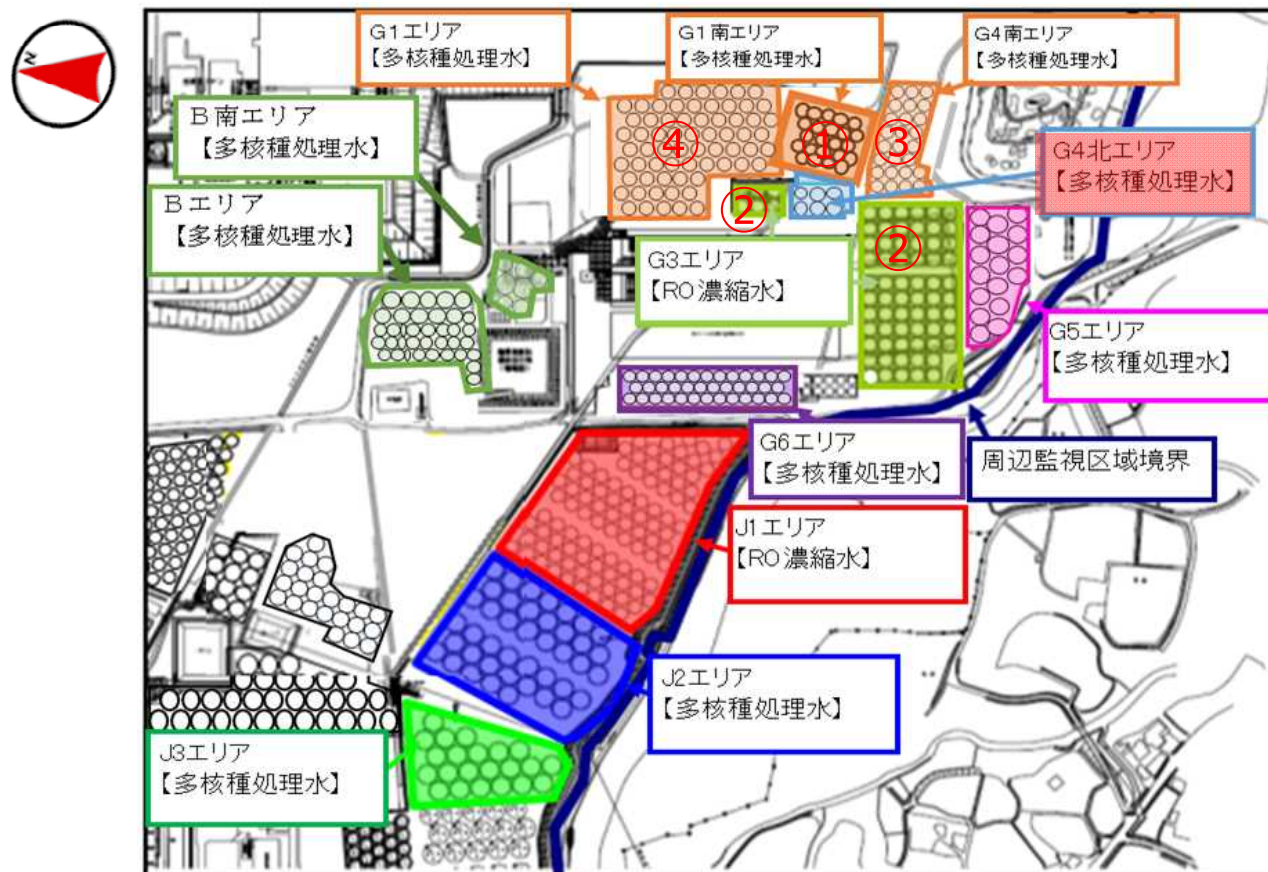 N
G1エリア
【多核種処理水】
G1南エリア
【多核種処理水】
G4南エリア
【多核種処理水】
B南エリア
【多核種処理水】
G4北エリア
【多核種処理水】
④
①
③
②
②
Bエリア
【多核種処理水】
G3エリア
【RO濃縮水】
G5エリア
【多核種処理水】
G6エリア
【多核種処理水】
周辺監視区域境界
J1エリア
【RO濃縮水】
J2エリア
【多核種処理水】
J3エリア
【多核種処理水】